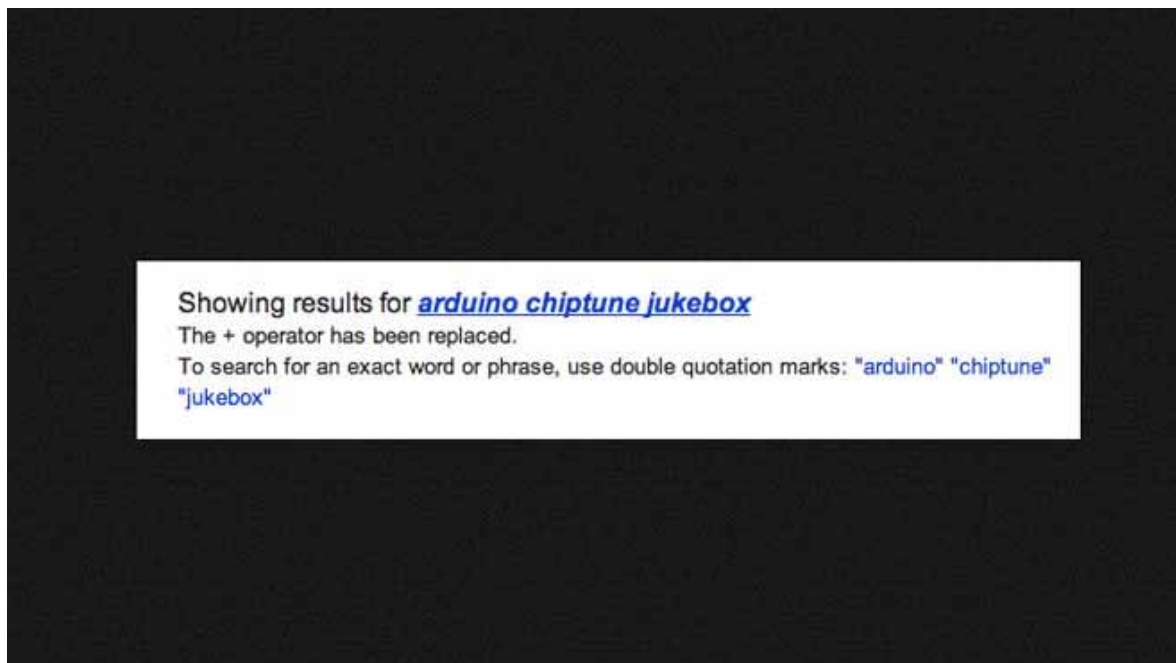 Showing results for arduino chiptune jukebox
The + operator has been replaced.
To search for an exact word or phrase, use double quotation marks: "arduino" "chiptune"
"jukebox"